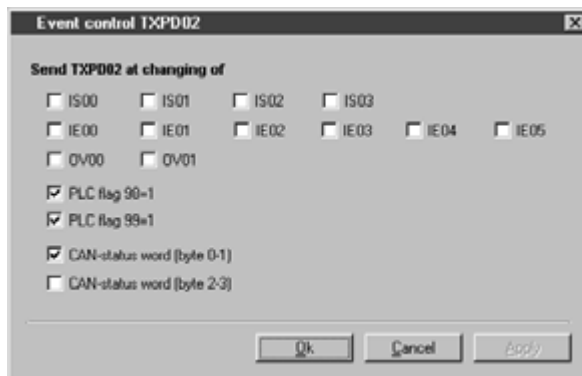 Event control TXPD02
Send TXPD02 at changing of
IS00 IS01 IS02 IS03
IE00 IE01 IE02 IE03 IE04 IE05
OV00 OV01
PLC flag 98=1
PLC flag 99=1
CAN-status word (byte 0-1)
CAN-status word (byte 2-3)
Ok Cancel Apply